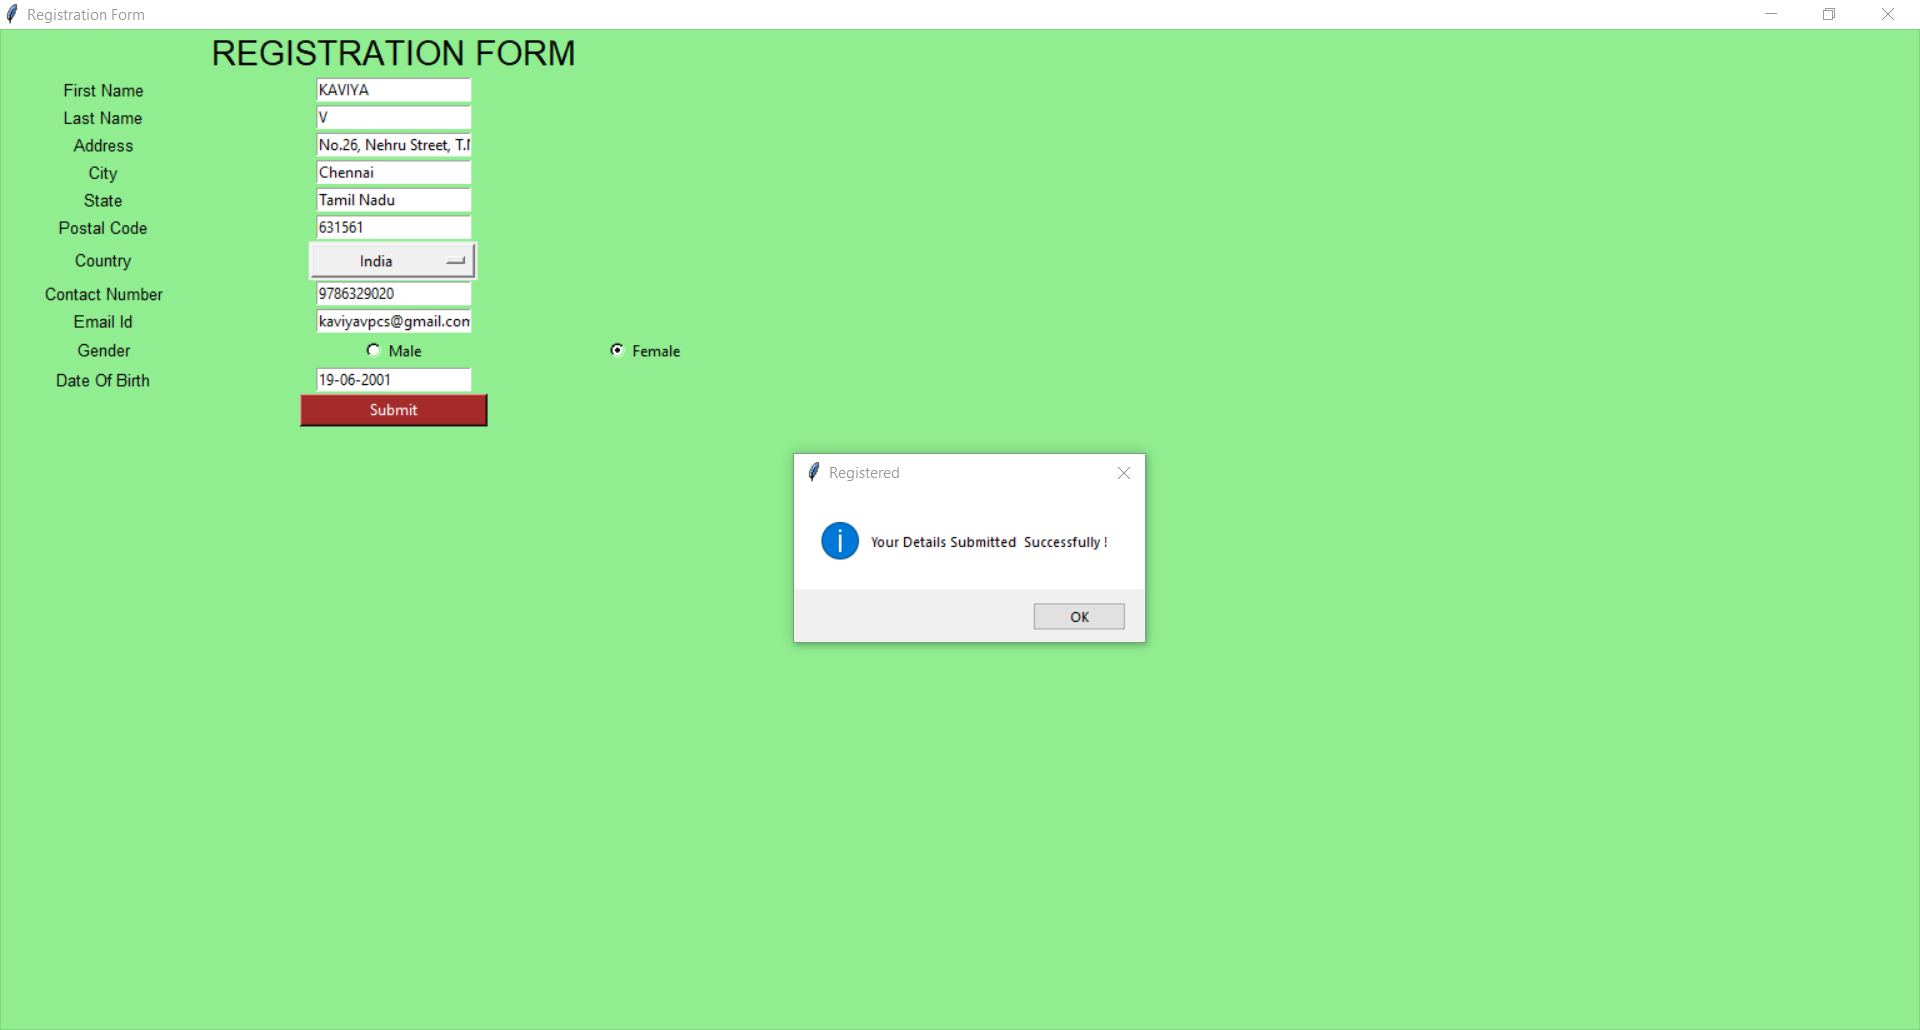 Registration Form
REGISTRATION FORM
First Name KAVIYA
Last Name V
Address No.26, Nehru Street,
City Chennai
State Tamil Nadu
Postal Code 631561
Country India
Contact Number 9786329020
Email Id kaviyavpcs@gmail.com
Gender Male Female
Date Of Birth 19-06-2001
Submit
Registered
Your Details Submitted  Successfully !
OK